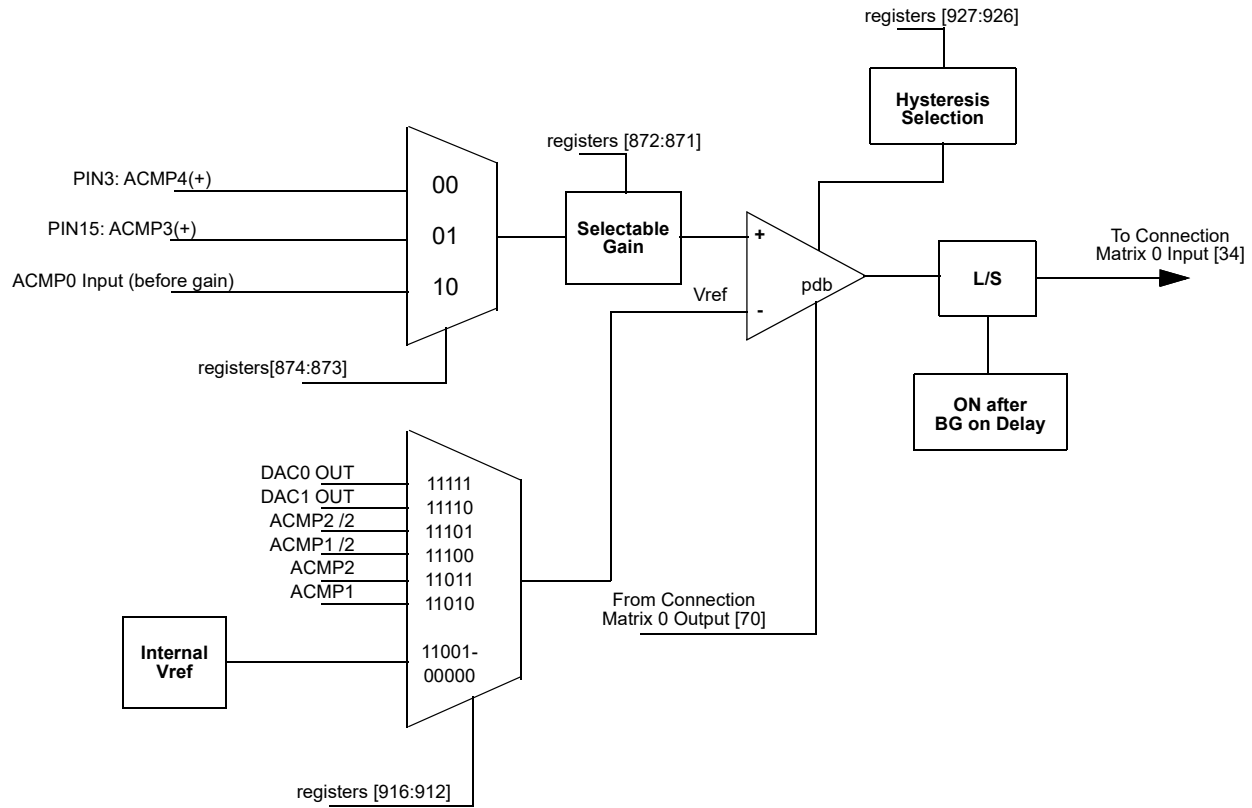 registers [927:926]
Hysteresis
Selection
registers [872:871]
PIN3: ACMP4(+)
00
PIN15: ACMP3(+)
01
Selectable
Gain
+
To Connection
Matrix 0 Input [34]
ACMP0 Input (before gain)
10
Vref
pdb
-
L/S
registers[874:873]
ON after
BG on Delay
DAC0 OUT
11111
DAC1 OUT
11110
ACMP2 /2
11101
ACMP1 /2
11100
ACMP2
11011
ACMP1
11010
From Connection
Matrix 0 Output [70]
Internal
Vref
11001-
00000
registers [916:912]